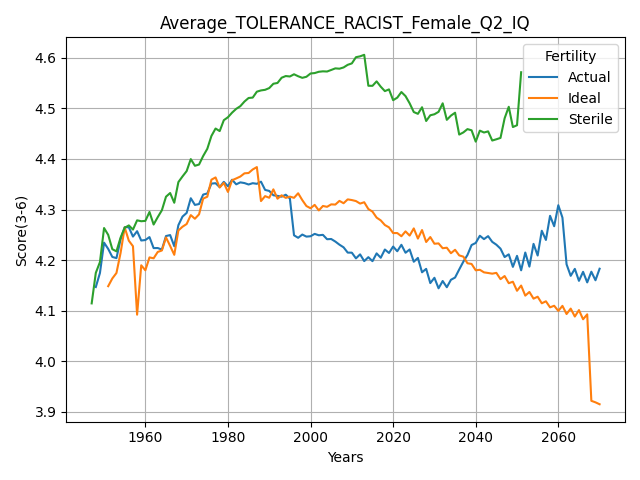 Average_TOLERANCE_RACIST_Female_Q2_IQ
Fertility
Actual
Ideal
Sterile
4.6
4.5
4.4
4.3
4.2
4.1
4.0
3.9
Score(3-6)
1960 1980 2000 2020 2040 2060
Years